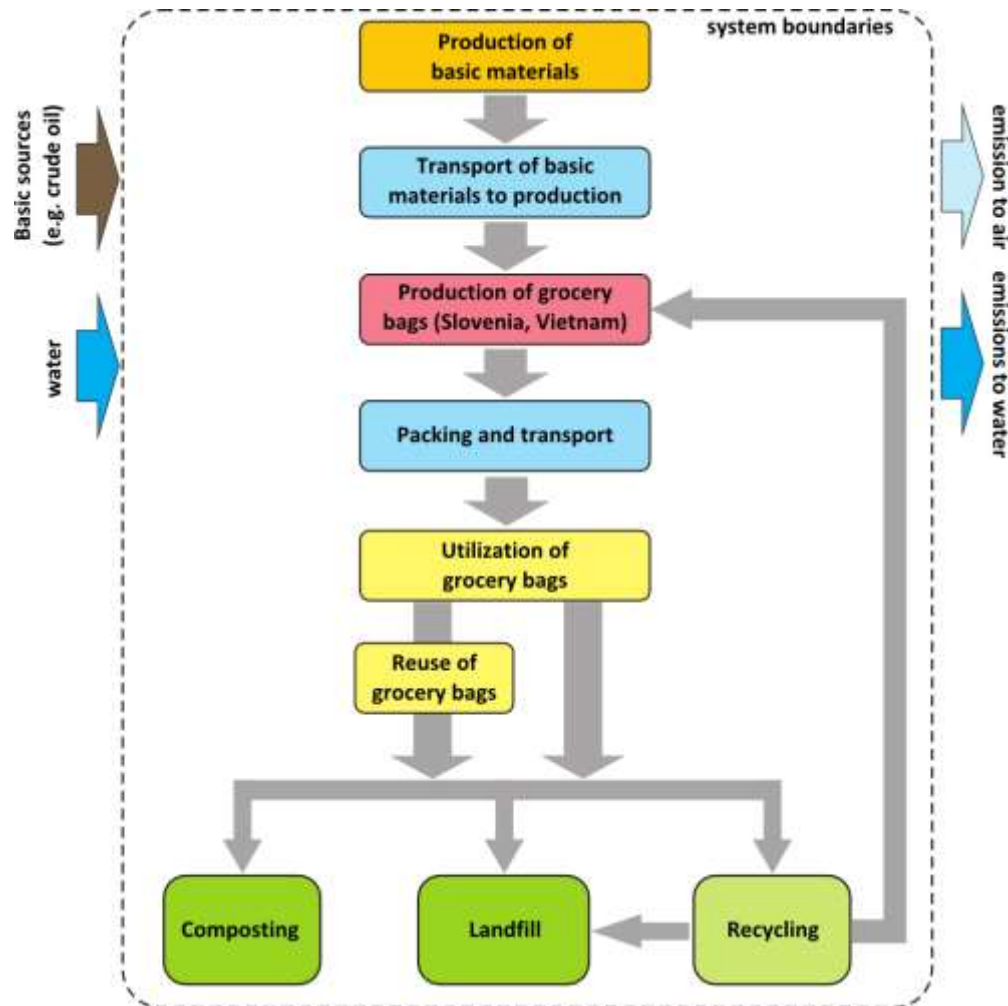 system boundaries
Production of
basic materials
Basic sources
(e.g. crude oil)
emission to air
Transport of basic
materials to production
Production of grocery
bags (Slovenia, Vietnam)
water
emissions to water
Packing and transport
Utilization of
grocery bags
Reuse of
grocery bags
Composting
Landfill
Recycling